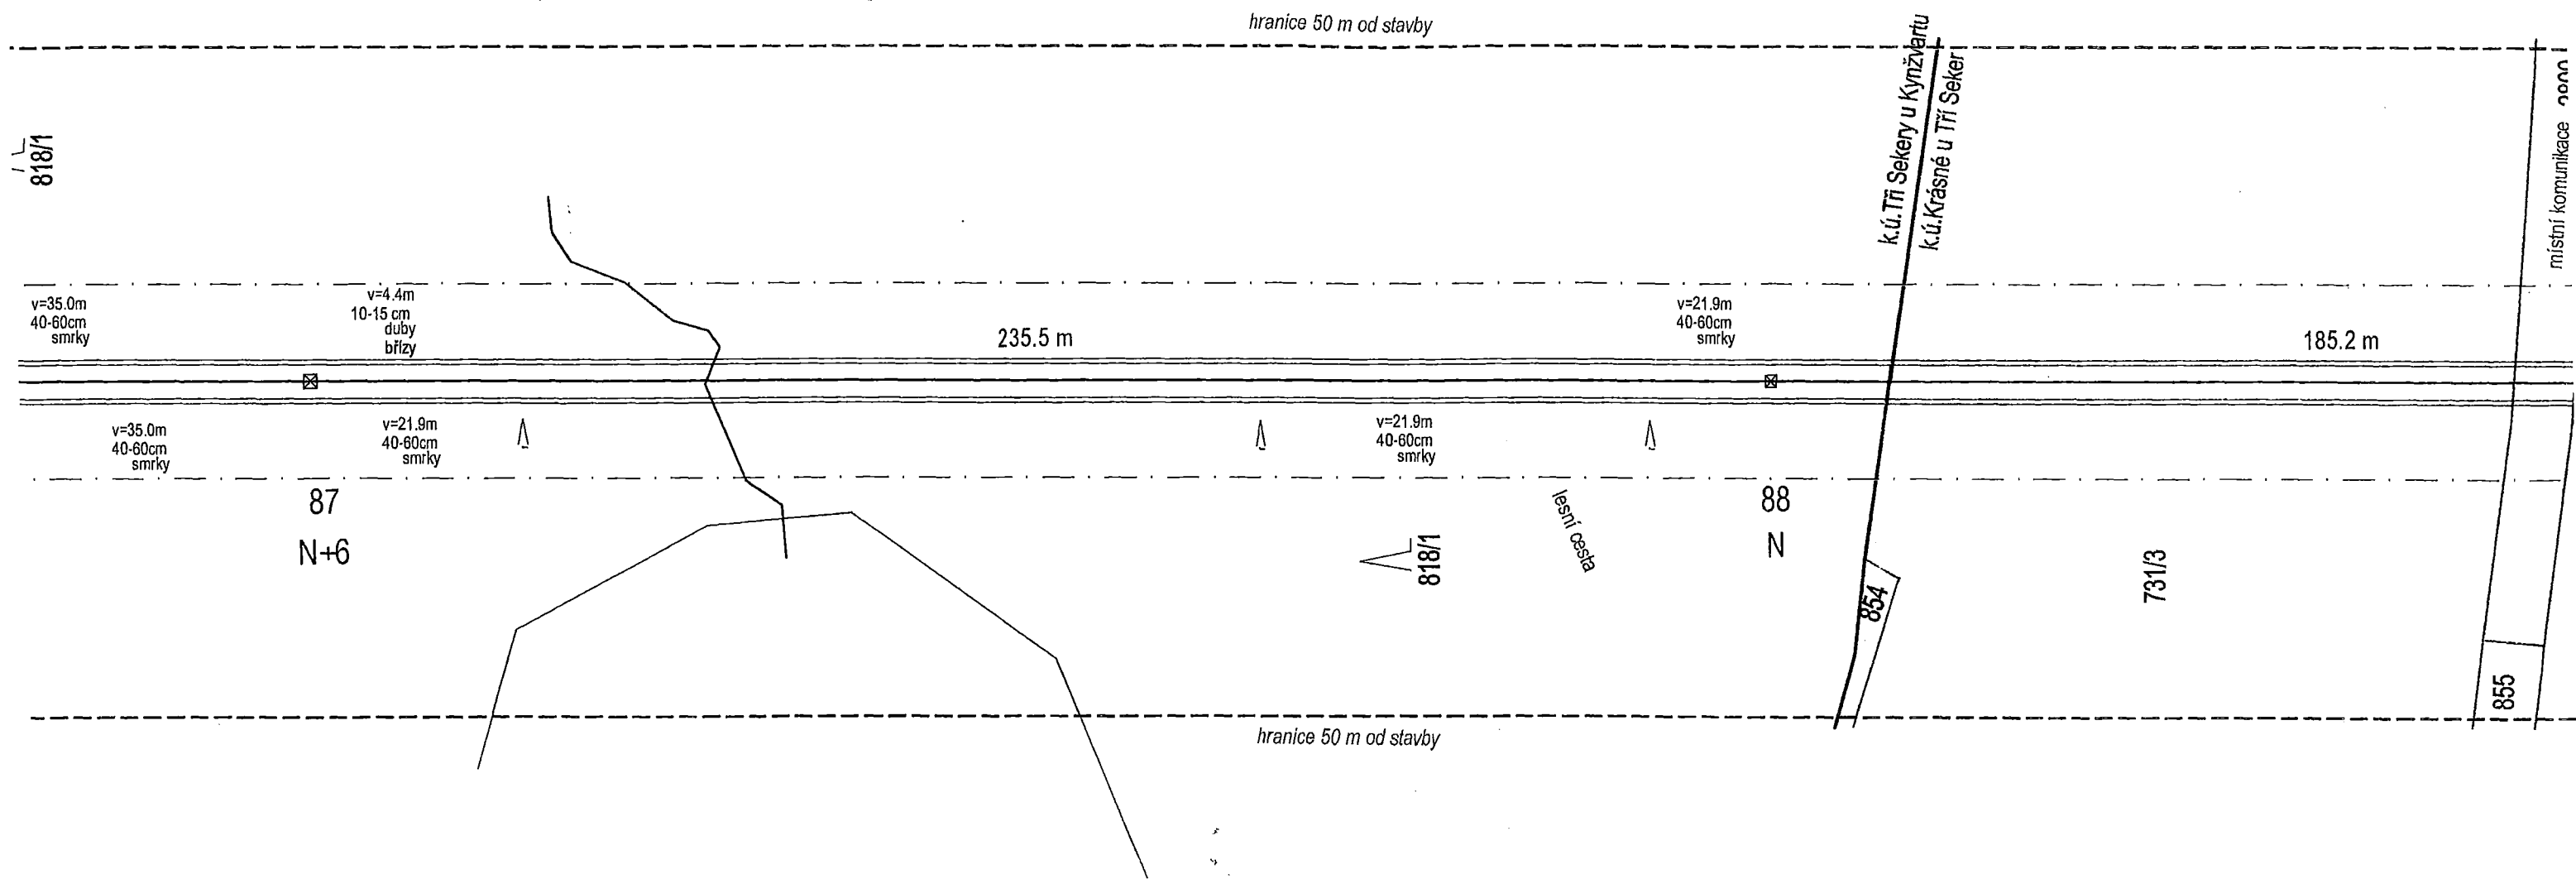 hranice 50 m od stavby
k.ú.Tří Sekery u Kynžvartu
k.ú.Krásné u Tří Seker
místní komunikace
818/1
v=35.0m
40-60cm
smrky
v=4.4m
10-15 cm
duby
břízy
235.5 m
v=21.9m
40-60cm
smrky
185.2 m
v=35.0m
40-60cm
smrky
v=21.9m
40-60cm
smrky
v=21.9m
40-60cm
smrky
87
N+6
818/1
lesní cesta
88
N
854
731/3
855
hranice 50 m od stavby